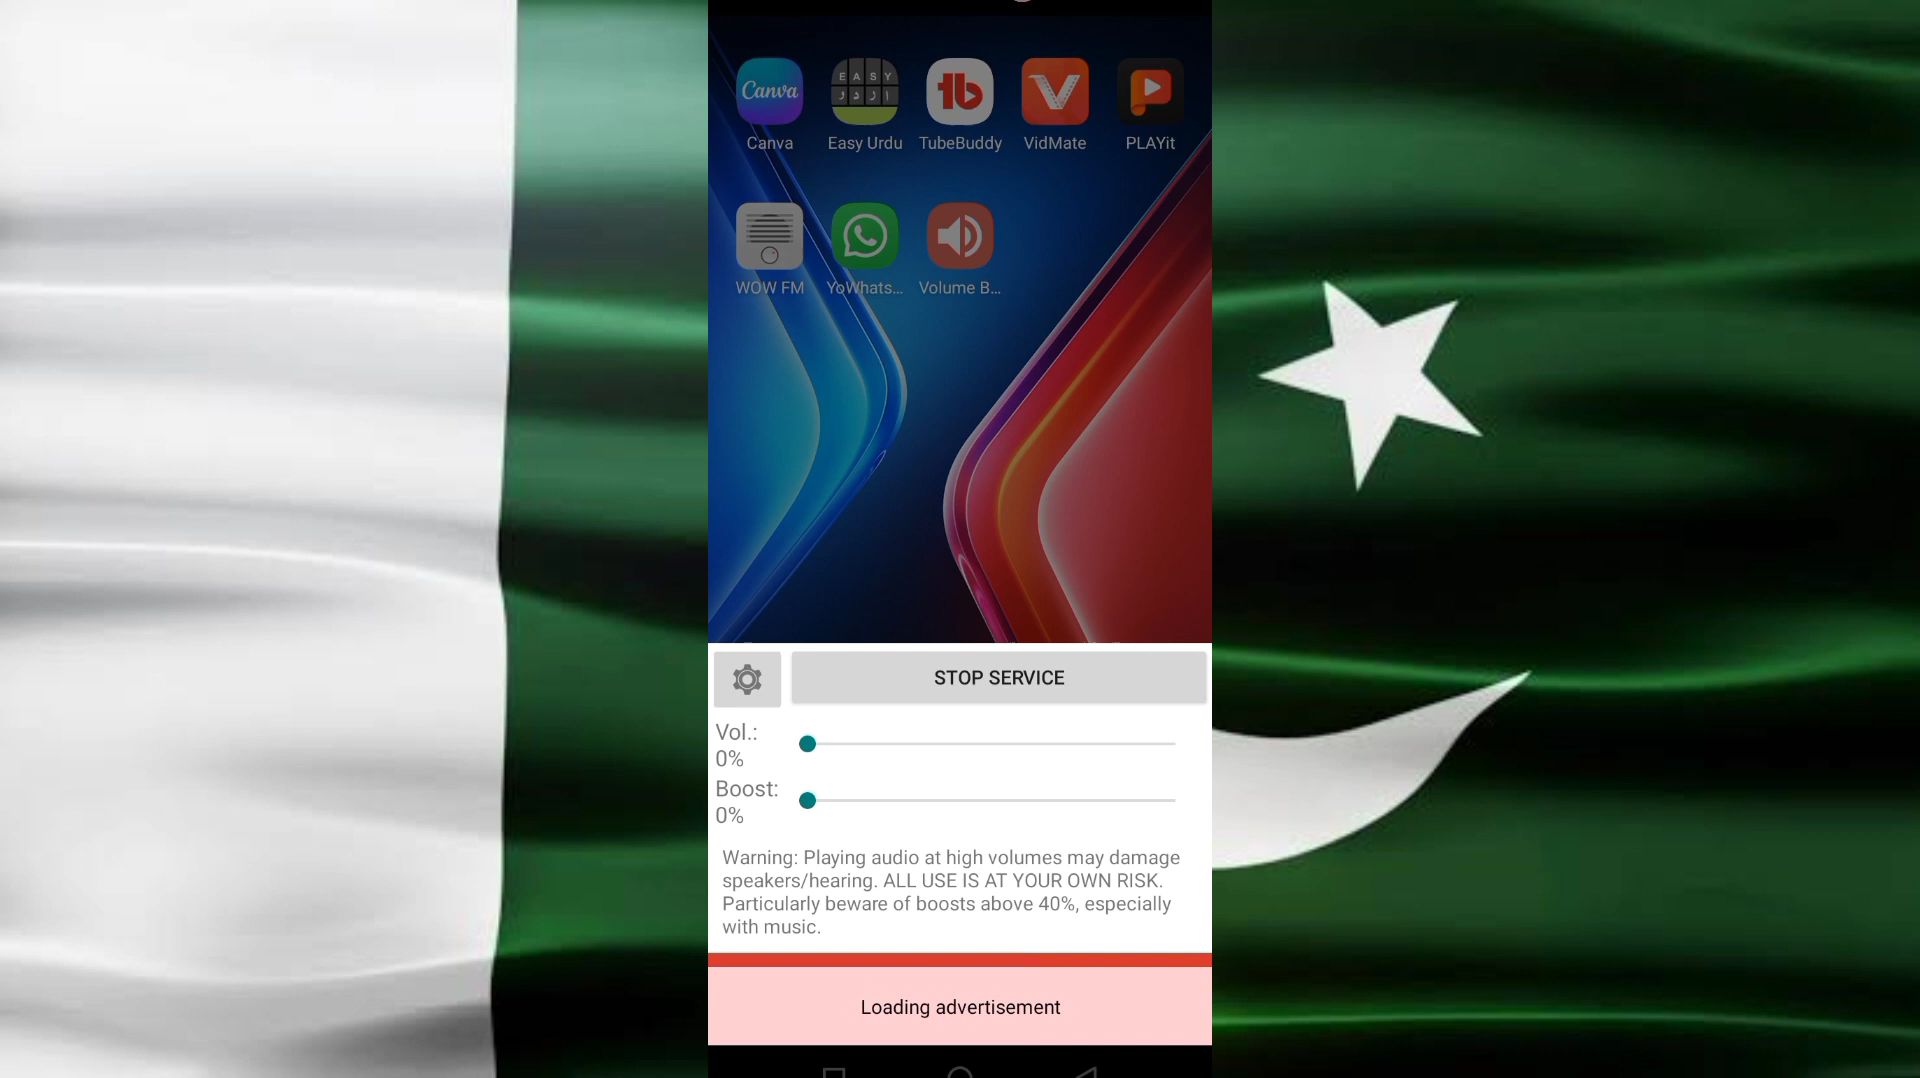 Canva
EASY
اردو
Canva
Easy Urdu
TubeBuddy
VidMate
PLAYit
WOW FM
YoWhats...
Volume B...
STOP SERVICE
Vol.:
0%
Boost:
0%
Warning: Playing audio at high volumes may damage
speakers/hearing. ALL USE IS AT YOUR OWN RISK.
Particularly beware of boosts above 40%, especially
with music.
Loading advertisement